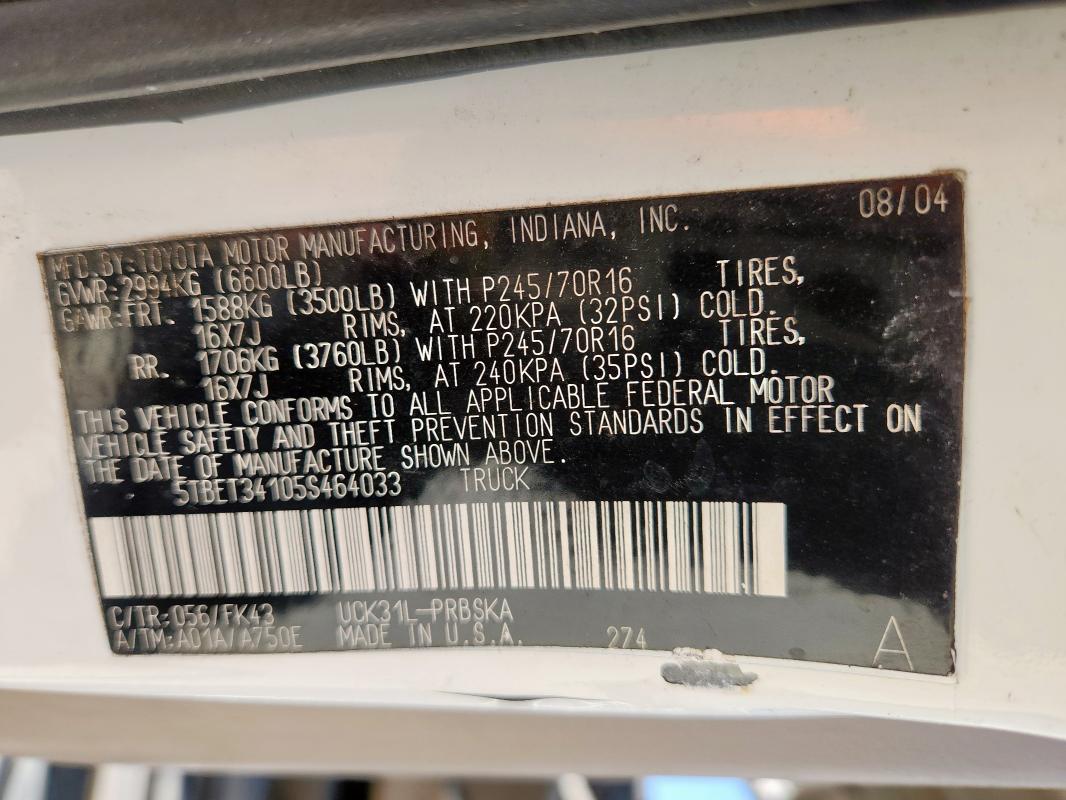 MFD.BY:TOYOTA MOTOR MANUFACTURING, INDIANA, INC. 08/04
GVWR:2994KG (6600LB)
GAWR:FRT. 1588KG (3500LB) WITH P245/70R16 TIRES,
16X7J RIMS, AT 220KPA (32PSI) COLD.
RR. 1706KG (3760LB) WITH P245/70R16 TIRES,
16X7J RIMS, AT 240KPA (35PSI) COLD.
THIS VEHICLE CONFORMS TO ALL APPLICABLE FEDERAL MOTOR
VEHICLE SAFETY AND THEFT PREVENTION STANDARDS IN EFFECT ON
THE DATE OF MANUFACTURE SHOWN ABOVE.
5TBET34105S464033 TRUCK
C/TR:056/FK43 UCK31L-PRBSKA
A/TM:A01A/A750E MADE IN U.S.A. 274 A